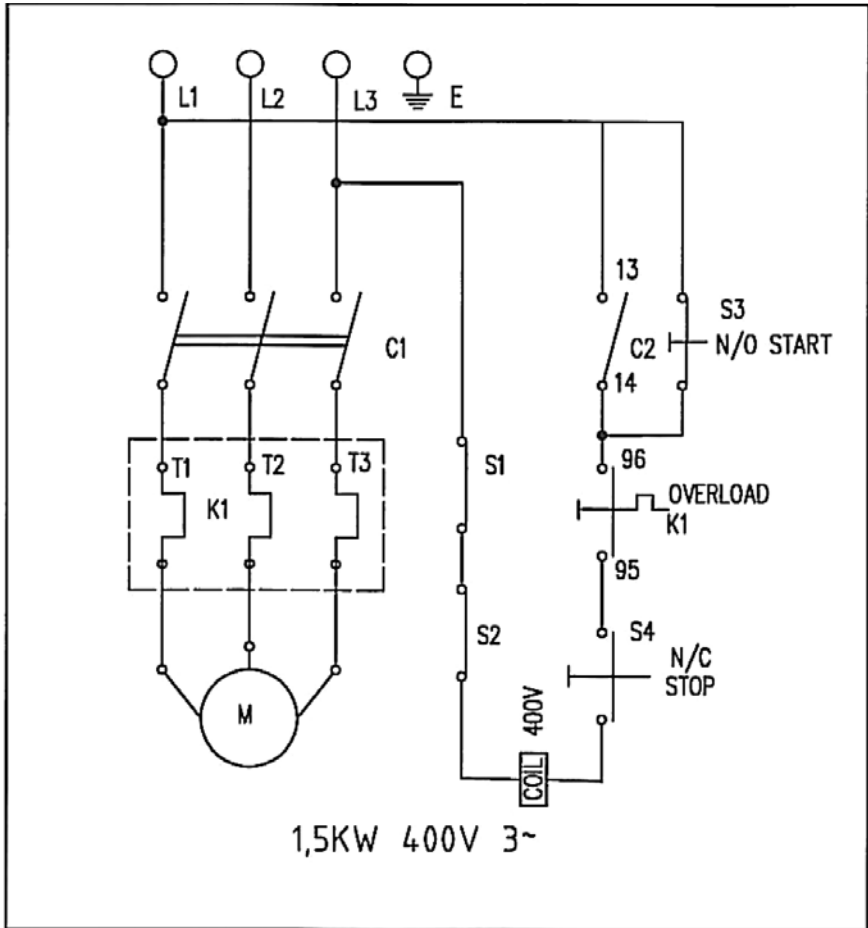 L1 L2 L3 E
13
S3
C1 C2 N/O START
14
T1 T2 T3 S1 96
K1 OVERLOAD
K1
95
S2 S4
N/C
STOP
M
400V
COIL
1,5KW 400V 3~